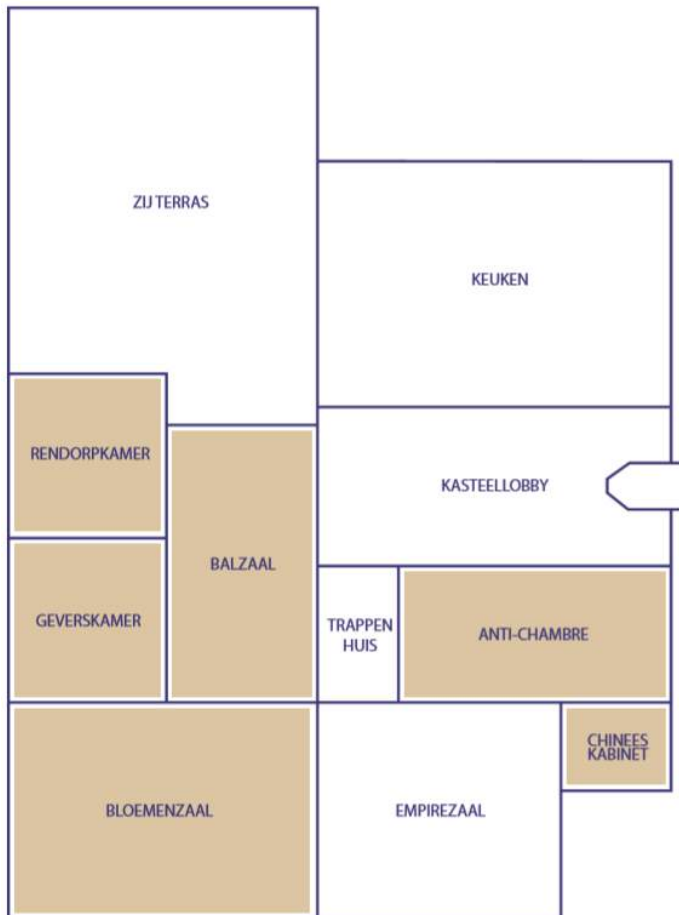 ZIJ TERRAS
KEUKEN
RENDORPKAMER
KASTEELLOBBY
BALZAAL
GEVERSKAMER
TRAPPEN
HUIS
ANTI-CHAMBRE
CHINEES
KABINET
BLOEMENZAAL
EMPIREZAAL